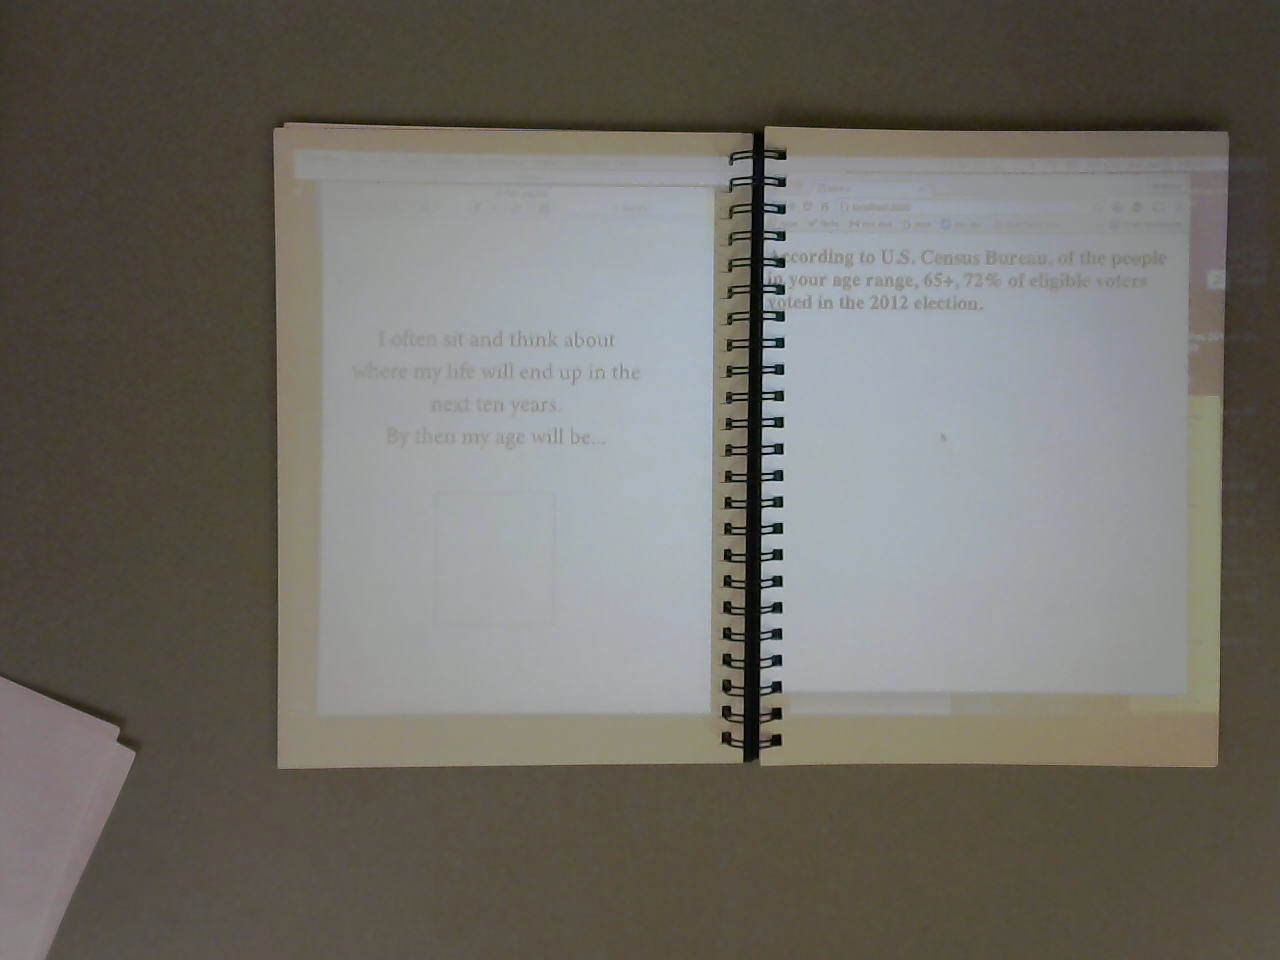 I often sit and think about
where my life will end up in the
next ten years.
By then my age will be...
According to U.S. Census Bureau, of the people
in your age range, 65+, 72% of eligible voters
voted in the 2012 election.